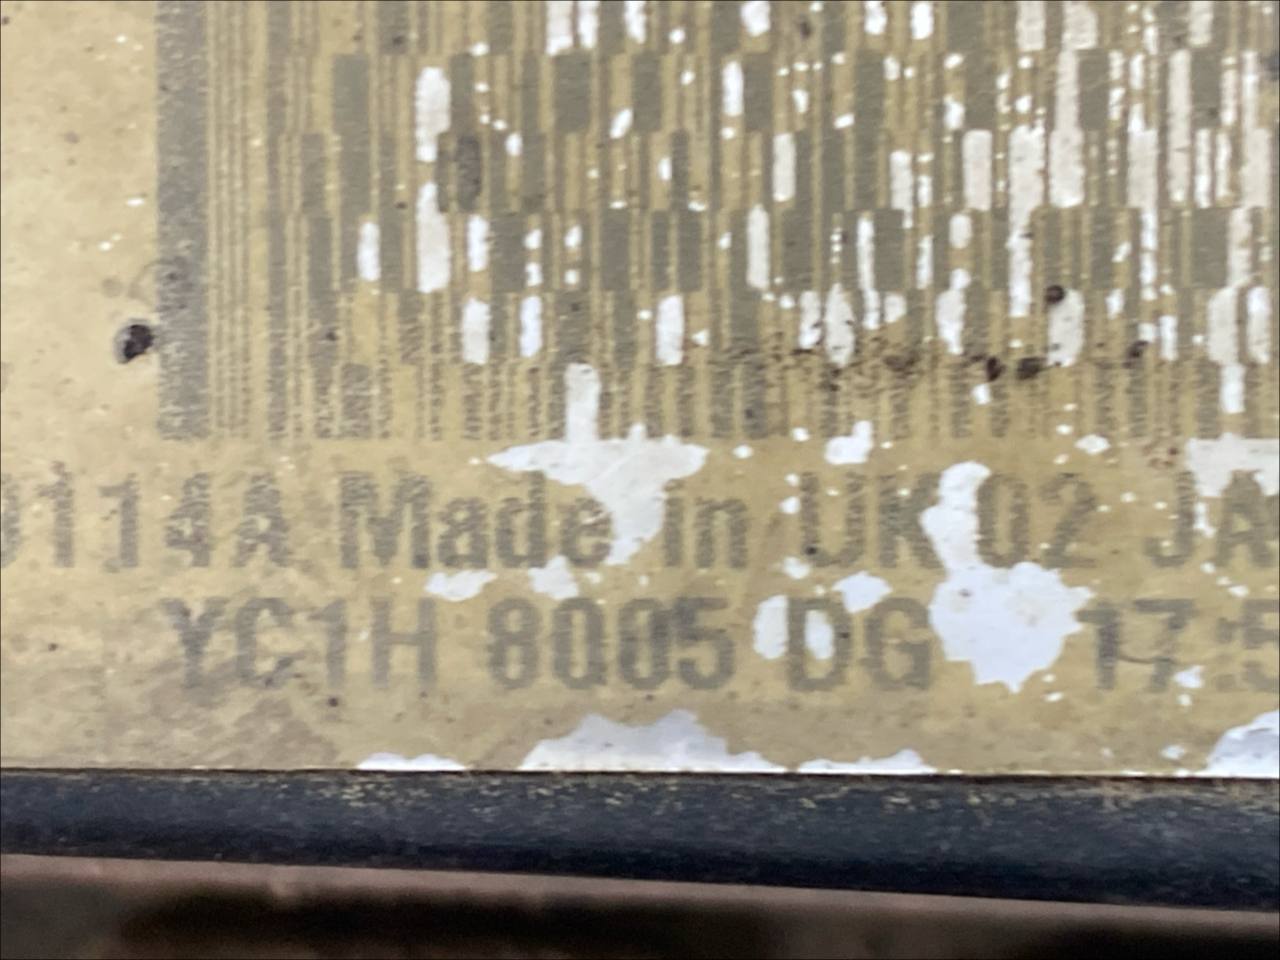 0114A Made in UK 02 JA
YC1H 8005 DG 17:5